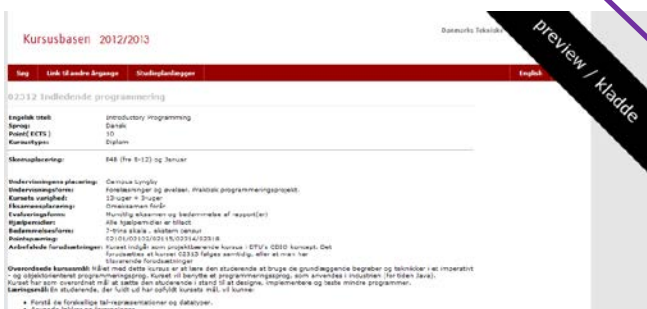 Kursusbasen 2012/2013
Danmarks Tekniske
preview / kladde
Søg Link til andre årgange Studieplanlægger English
02312 Indledende programmering
Engelsk titel: Introductory Programming
Sprog: Dansk
Point( ECTS ) 10
Kursustype: Diplom
Skemaplacering: E4B (fre 8-12) og Januar
Undervisningens placering: Campus Lyngby
Undervisningsform: Forelæsninger og øvelser. Praktisk programmeringsprojekt.
Kursets varighed: 13-uger + 3-uger
Eksamensplacering:
Evalueringsform: Mundtlig eksamen og bedømmelse af rapport(er)
Hjælpemidler: Alle hjælpemidler er tilladt
Bedømmelsesform: 7-trins skala , ekstern censur
Pointspærring: 02101/02102/02115/02314/02318
Anbefalede forudsætninger: Kurset indgår som projektbærende kursus i DTU's CDIO koncept. Det
forudsættes at kurset 02313 følges samtidig, eller at man har
tilsvarende forudsætninger
Overordnede kursusmål: Målet med dette kursus er at lære den studerende at bruge de grundlæggende begreber og teknikker i et imperativt
- og objektorienteret programmeringssprog. Kurset vil benytte et programmeringssprog, som anvendes i industrien (for tiden Java).
Kurset har som overordnet mål at sætte den studerende i stand til at designe, implementere og teste mindre programmer.
Læringsmål: En studerende, der fuldt ud har opfyldt kursets mål, vil kunne:
• Forstå de forskellige tal-repræsentationer og datatyper.